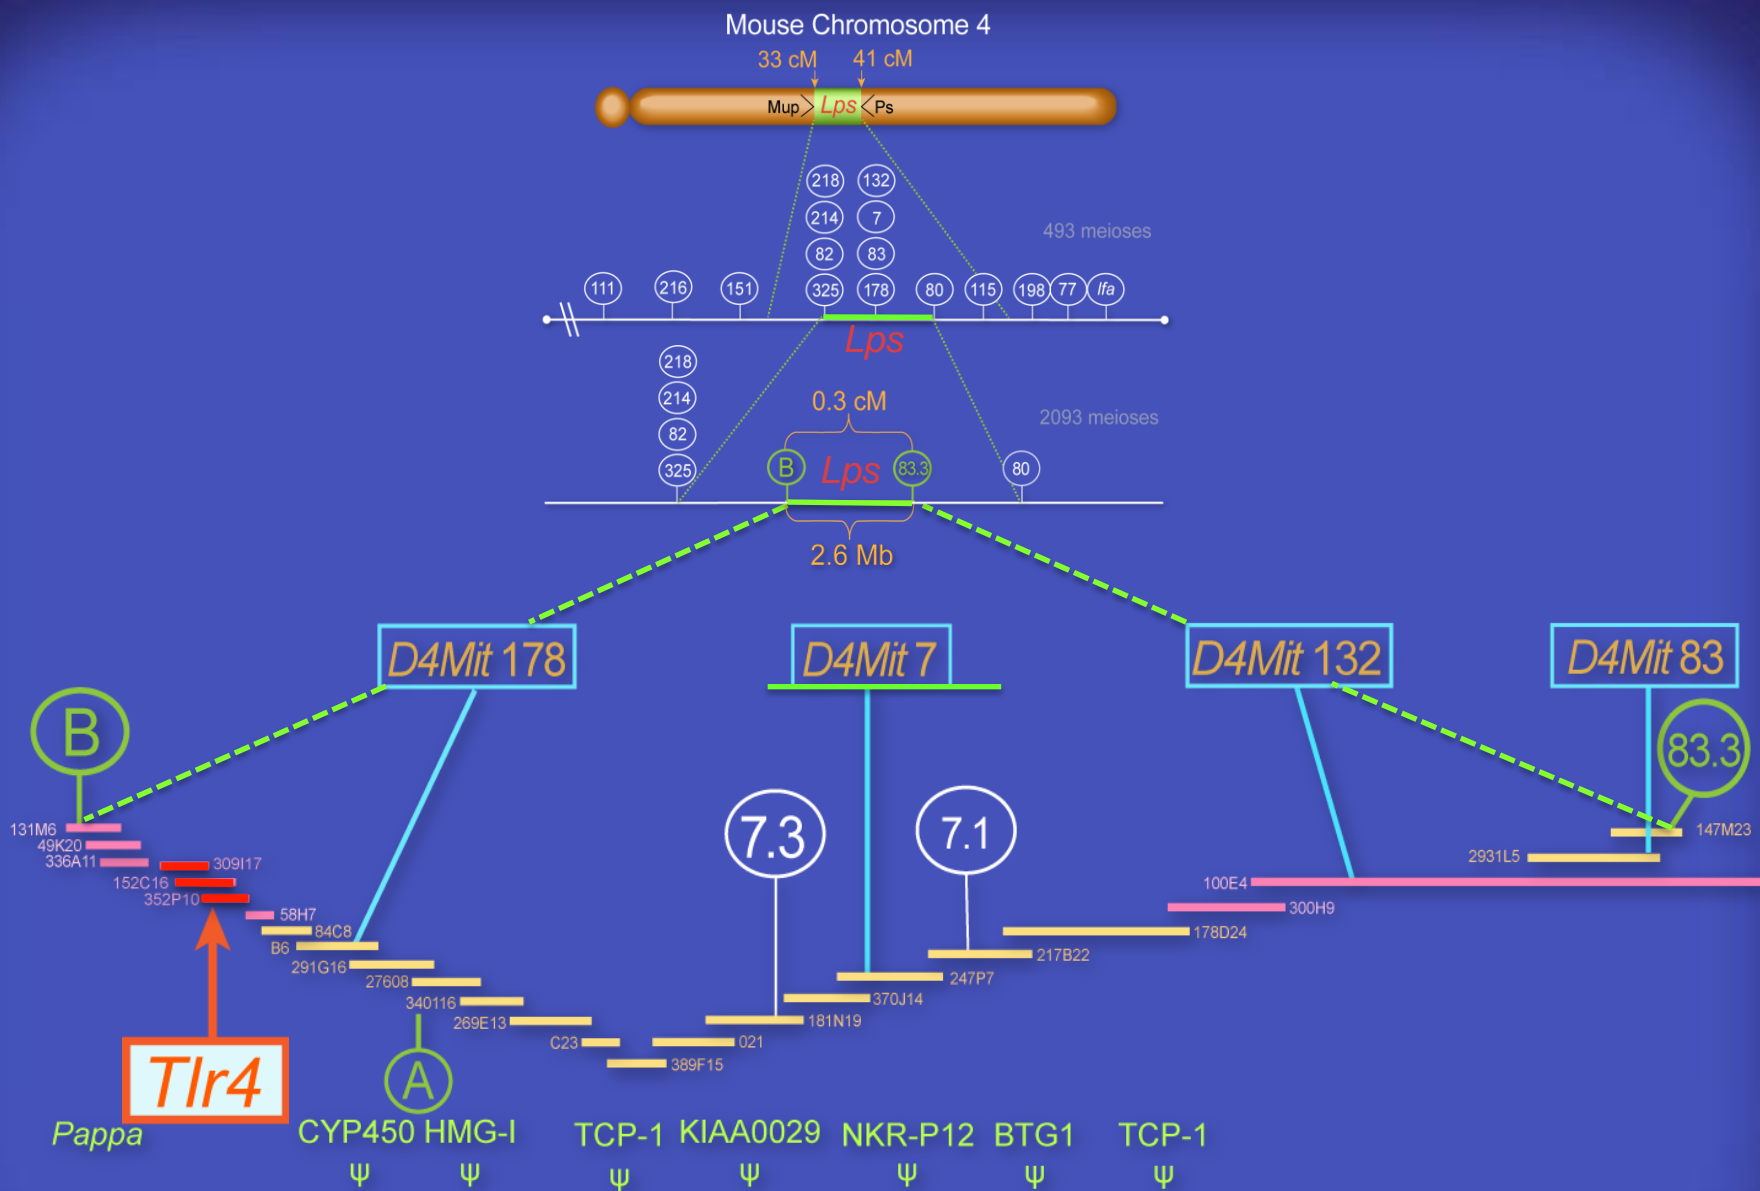 Mouse Chromosome 4
33 cM 41 cM
Mup Lps Ps
218 132
214 7
493 meioses
82 83
111 216 151 325 178 80 115 198 77 Ifa
Lps
218
214
0.3 cM
2093 meioses
82
325 B Lps 83.3 80
2.6 Mb
D4Mit 178 D4Mit 7 D4Mit 132 D4Mit 83
B 83.3
7.3 7.1
131M6 147M23
49K20 2931L5
336A11 309I17
152C16 100E4
352P10
58H7 300H9
84C8 178D24
B6 217B22
291G16
27608 247P7
340116 370J14
269E13 181N19
C23 021
389F15
Tlr4 A
Pappa CYP450 HMG-I TCP-1 KIAA0029 NKR-P12 BTG1 TCP-1
ψ ψ ψ ψ ψ ψ ψ